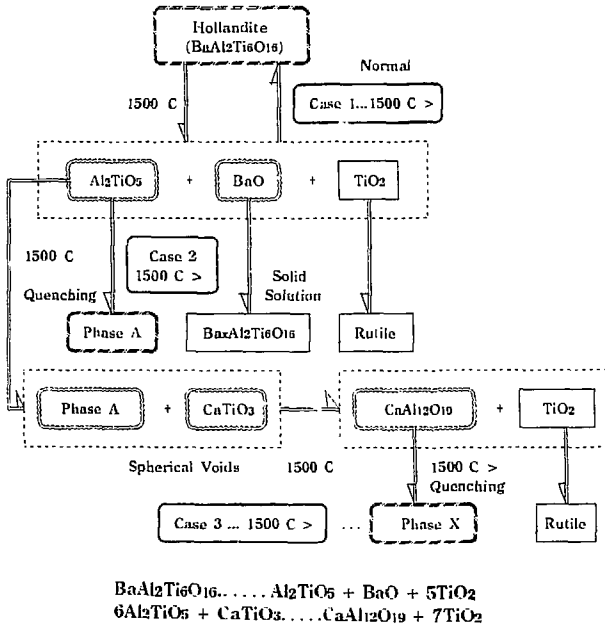 Hollandite
(BaAl2Ti6O16)
Normal
1500 C
Case 1...1500 C >
Al2TiO5 + BaO + TiO2
1500 C
Case 2
1500 C >
Quenching
Solid
Solution
Phase A
BaxAl2Ti6O16
Rutile
Phase A + CaTiO3
CaAl12O19 + TiO2
Spherical Voids
1500 C
1500 C >
Quenching
Case 3 ... 1500 C > ... Phase X
Rutile
BaAl2Ti6O16......Al2TiO5 + BaO + 5TiO2
6Al2TiO5 + CaTiO3.....CaAl12O19 + 7TiO2